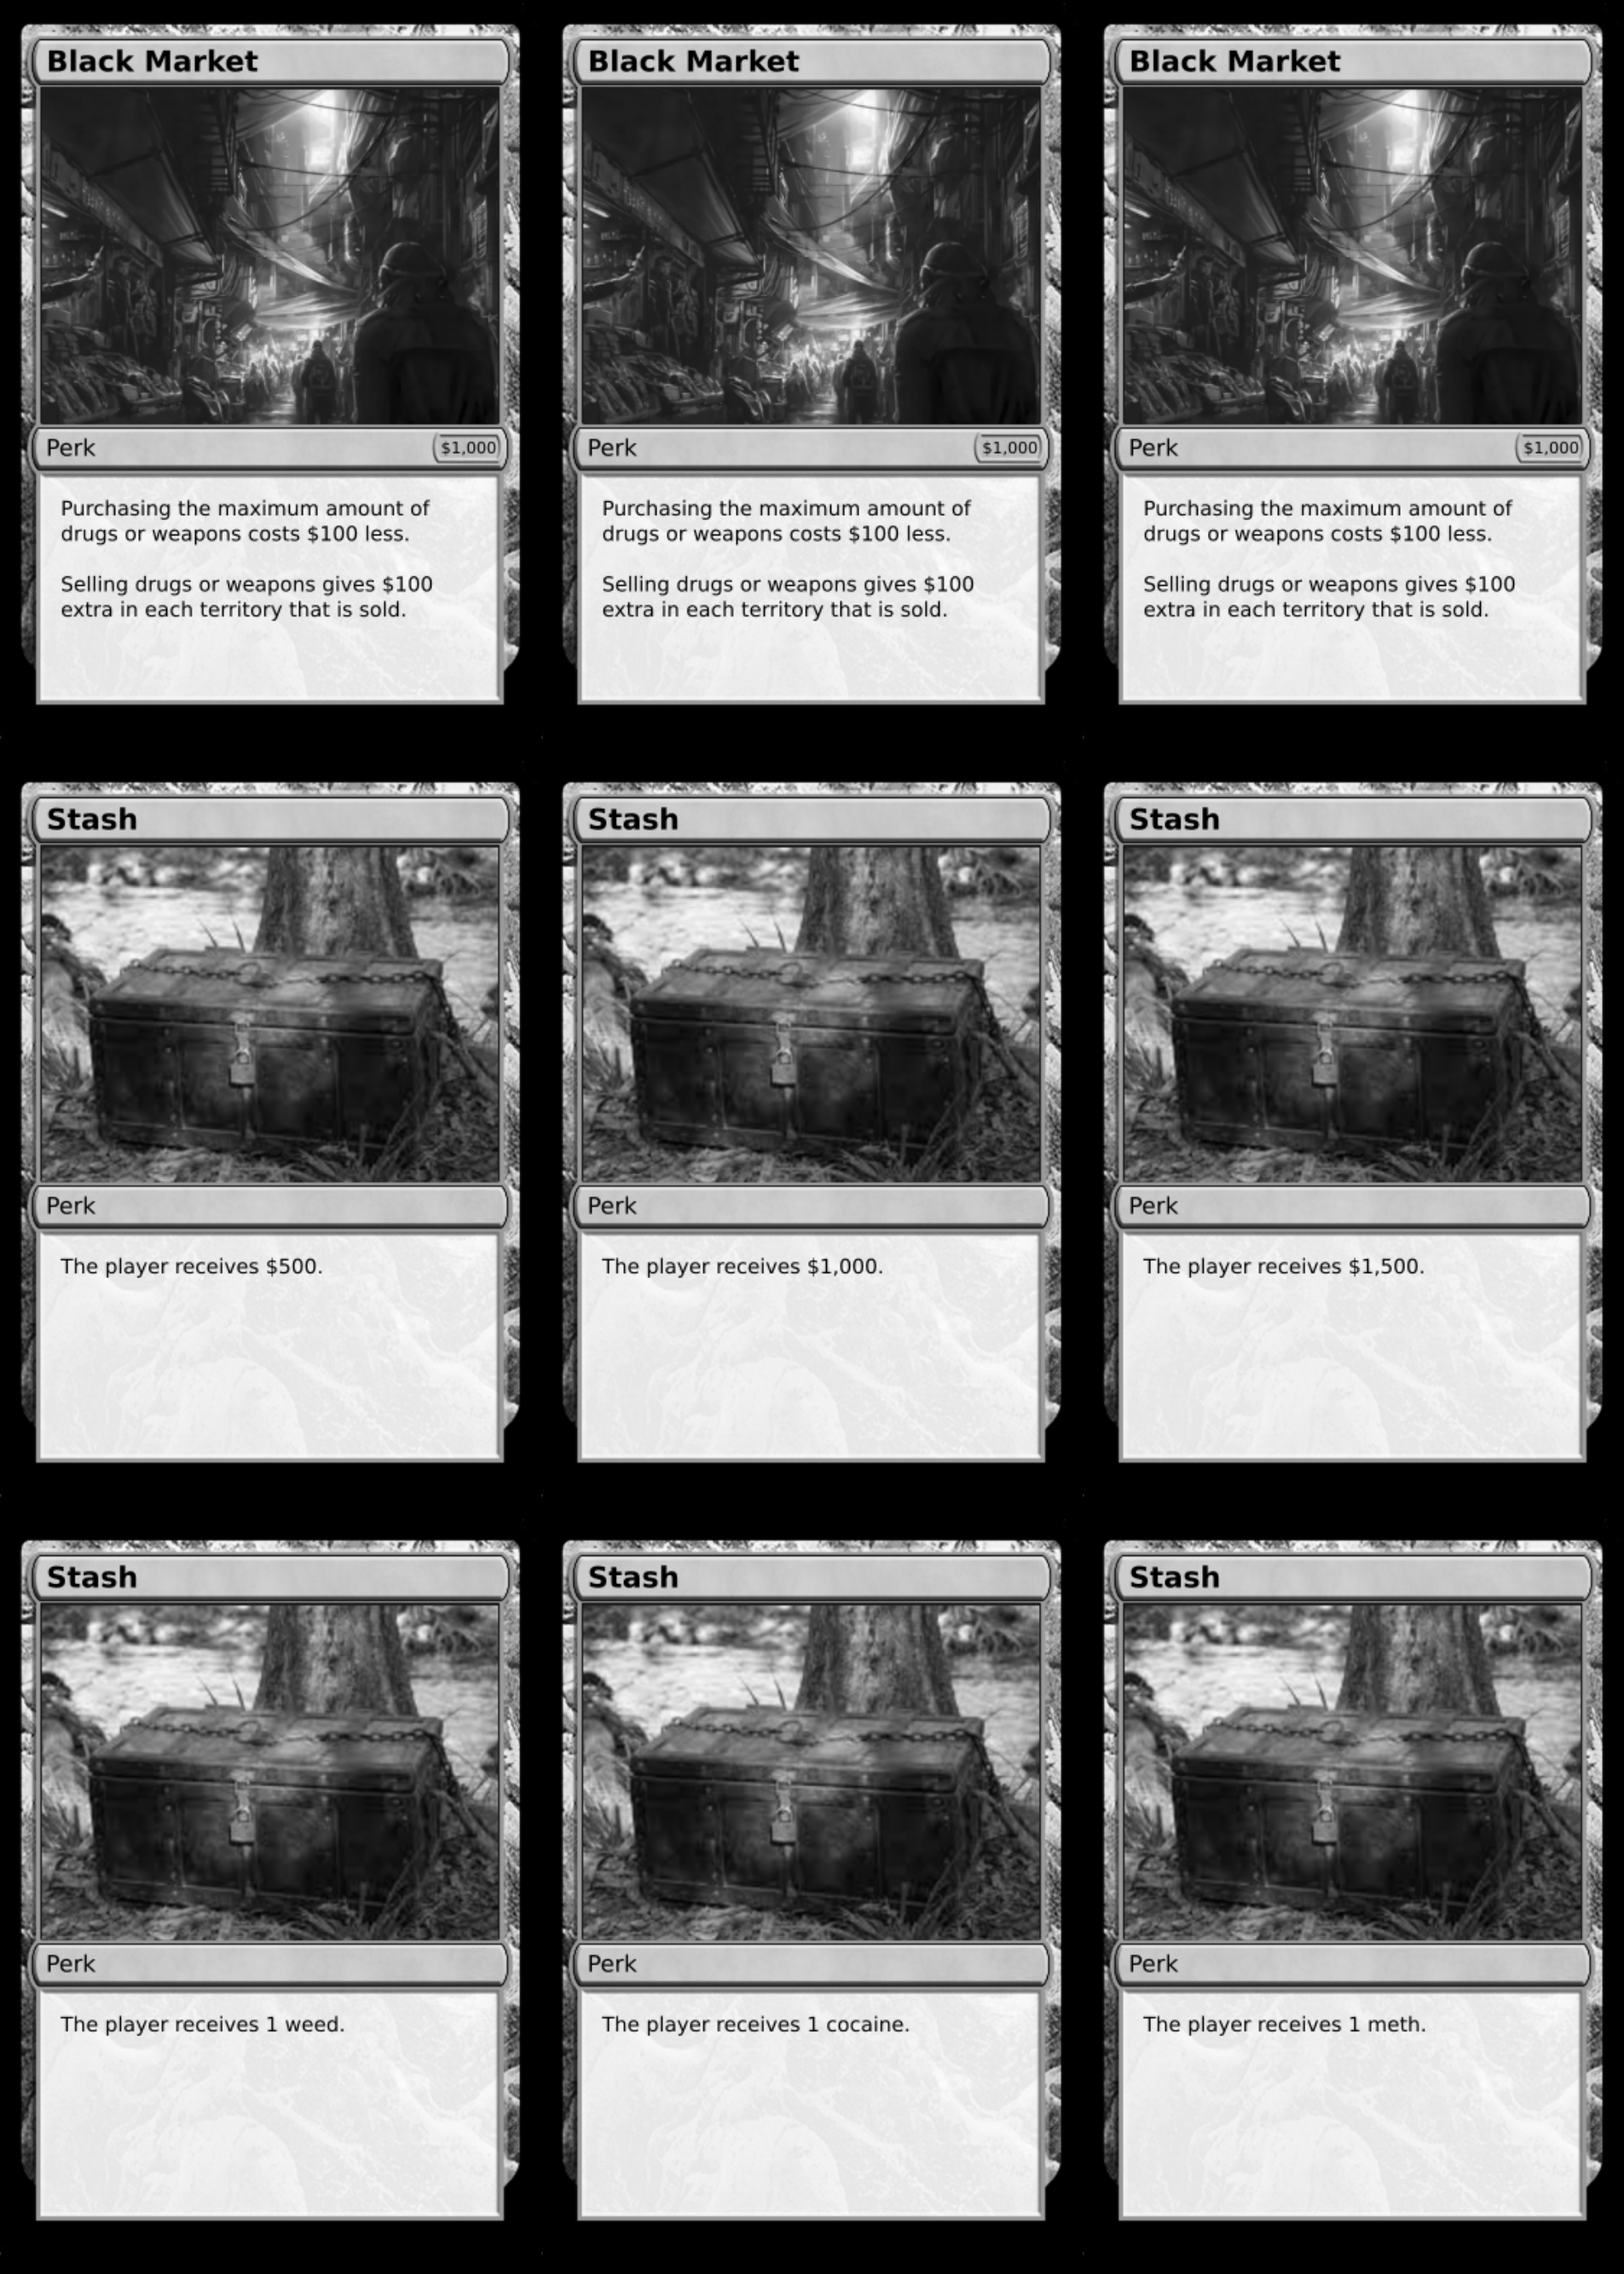 Black Market
Perk $1,000
Purchasing the maximum amount of
drugs or weapons costs $100 less.
Selling drugs or weapons gives $100
extra in each territory that is sold.
Black Market
Perk $1,000
Purchasing the maximum amount of
drugs or weapons costs $100 less.
Selling drugs or weapons gives $100
extra in each territory that is sold.
Black Market
Perk $1,000
Purchasing the maximum amount of
drugs or weapons costs $100 less.
Selling drugs or weapons gives $100
extra in each territory that is sold.
Stash
Perk
The player receives $500.
Stash
Perk
The player receives $1,000.
Stash
Perk
The player receives $1,500.
Stash
Perk
The player receives 1 weed.
Stash
Perk
The player receives 1 cocaine.
Stash
Perk
The player receives 1 meth.